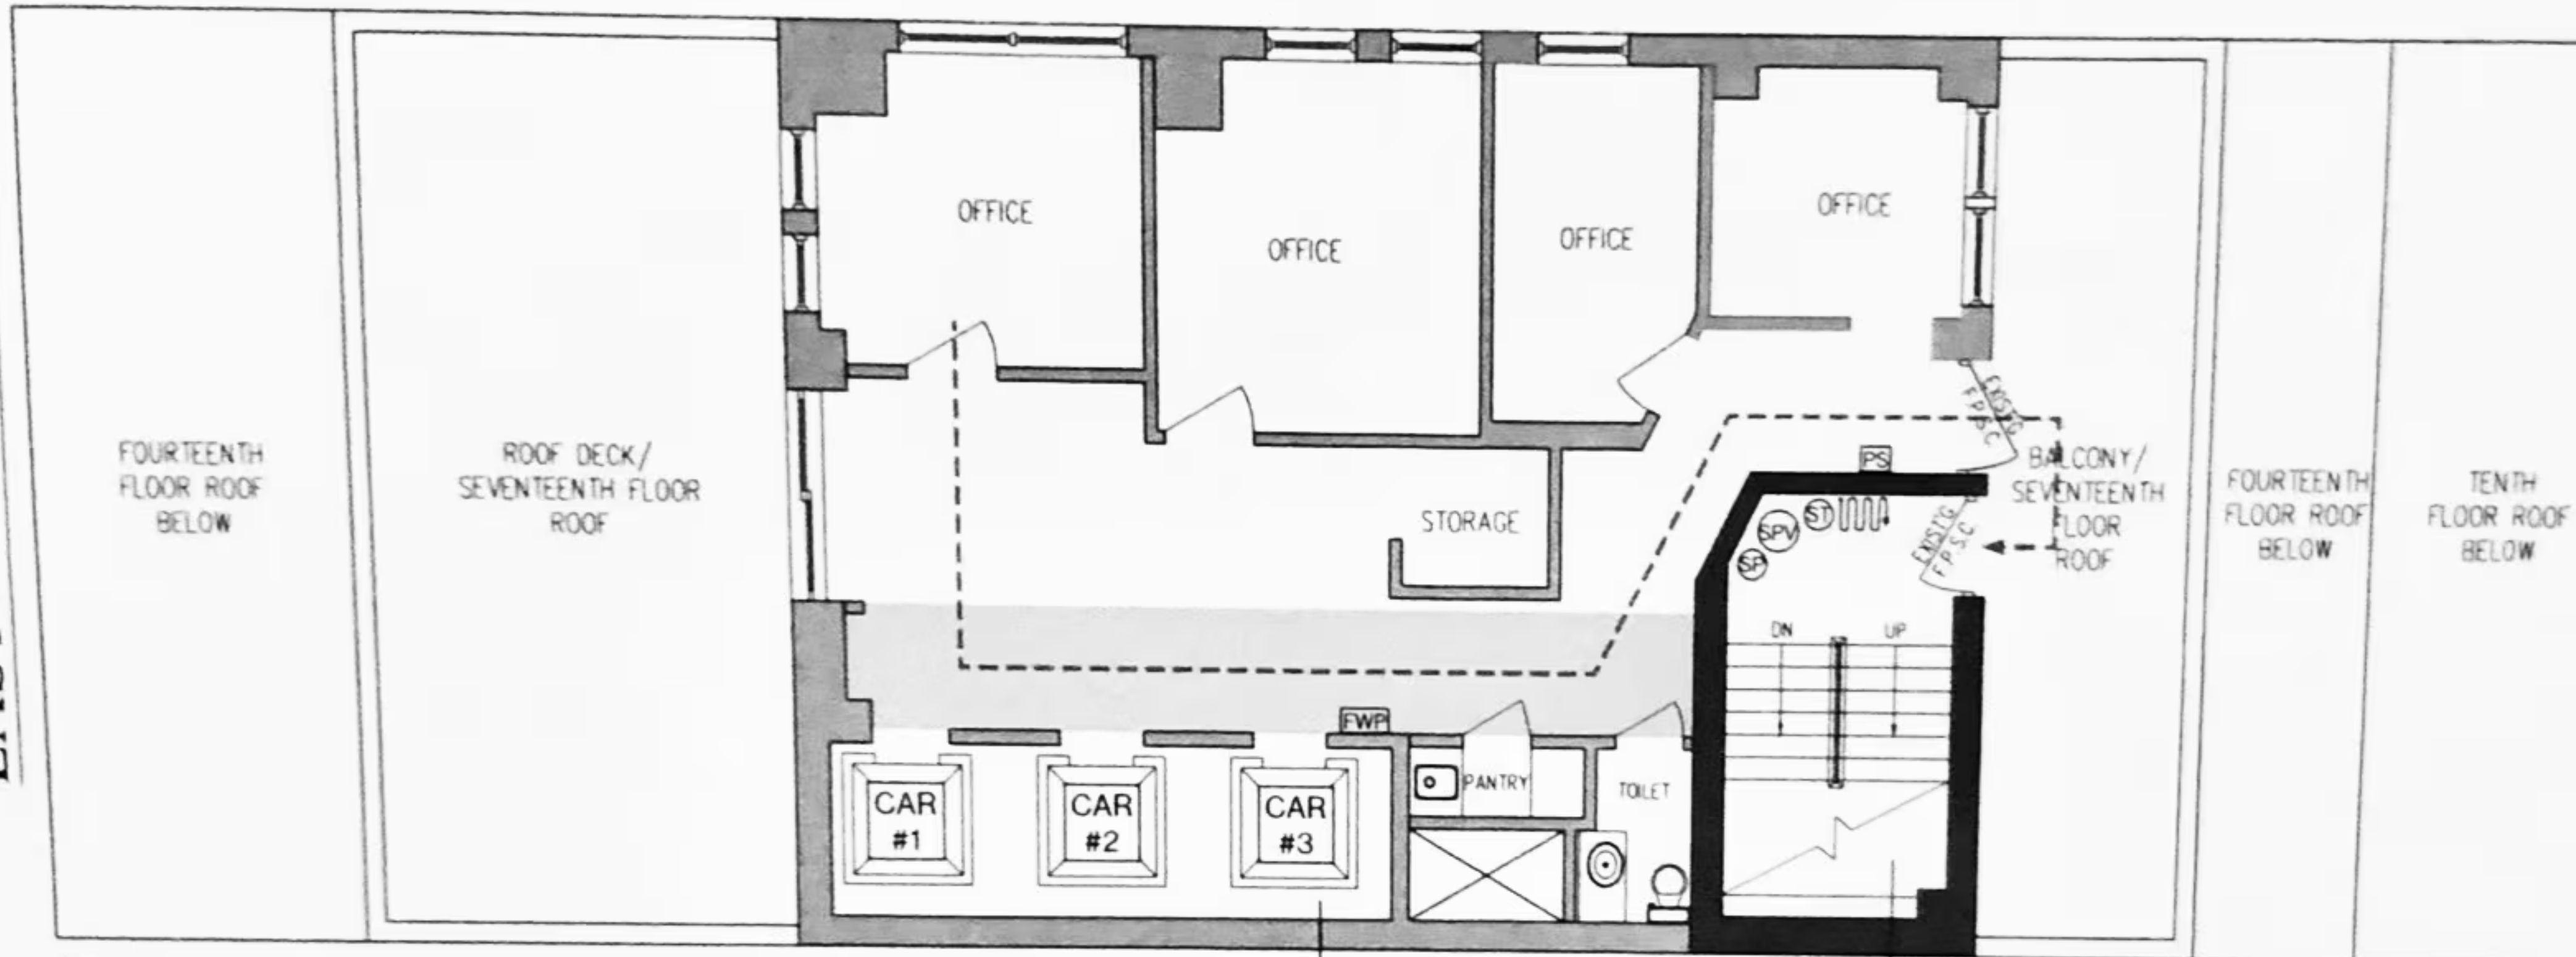 OFFICE
OFFICE
OFFICE
OFFICE
FOURTEENTH
FLOOR ROOF
BELOW
ROOF DECK/
SEVENTEENTH FLOOR
ROOF
STORAGE
EXIST'G
F.P.S.C.
PS
BALCONY/
SEVENTEENTH
FLOOR
ROOF
FOURTEENTH
FLOOR ROOF
BELOW
TENTH
FLOOR ROOF
BELOW
ST
SPV
SP
EXIST'G
F.P.S.C.
DN
UP
FWP
CAR
#1
CAR
#2
CAR
#3
PANTRY
TOILET